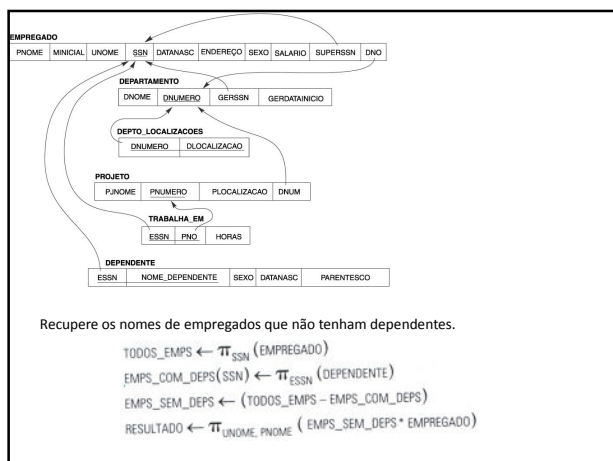 EMPREGADO
PNOME MINICIAL UNOME SSN DATANASC ENDEREÇO SEXO SALARIO SUPERSSN DNO
DEPARTAMENTO
DNOME DNUMERO GERSSN GERDATAINICIO
DEPTO_LOCALIZACOES
DNUMERO DLOCALIZACAO
PROJETO
PJNOME PNUMERO PLOCALIZACAO DNUM
TRABALHA_EM
ESSN PNO HORAS
DEPENDENTE
ESSN NOME_DEPENDENTE SEXO DATANASC PARENTESCO
Recupere os nomes de empregados que não tenham dependentes.
TODOS_EMPS ← π SSN (EMPREGADO)
EMPS_COM_DEPS(SSN) ← π ESSN (DEPENDENTE)
EMPS_SEM_DEPS ← (TODOS_EMPS – EMPS_COM_DEPS)
RESULTADO ← π UNOME, PNOME ( EMPS_SEM_DEPS * EMPREGADO)